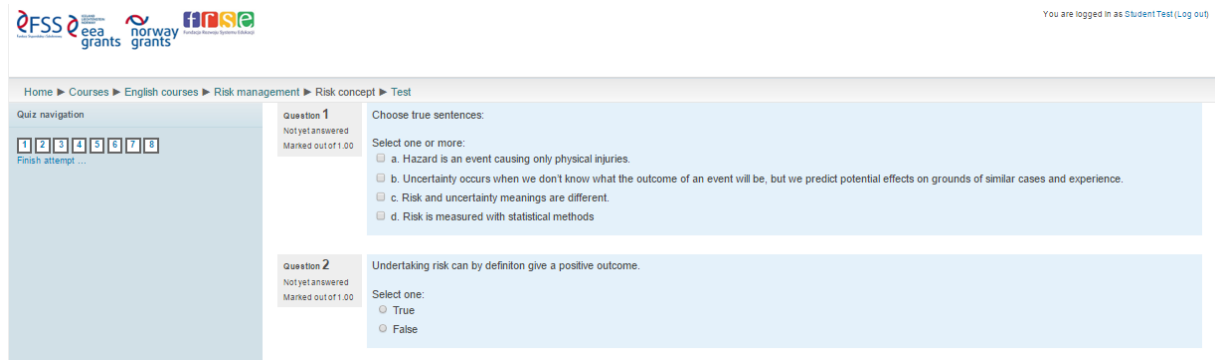 FSS
eea
grants
norway
grants
frse
Fundacja Rozwoju Systemu Edukacji
You are logged in as Student Test (Log out)
Home ► Courses ► English courses ► Risk management ► Risk concept ► Test
Quiz navigation
1 2 3 4 5 6 7 8
Finish attempt ...
Question 1
Not yet answered
Marked out of 1.00
Choose true sentences:
Select one or more:
a. Hazard is an event causing only physical injuries.
b. Uncertainty occurs when we don't know what the outcome of an event will be, but we predict potential effects on grounds of similar cases and experience.
c. Risk and uncertainty meanings are different.
d. Risk is measured with statistical methods
Question 2
Not yet answered
Marked out of 1.00
Undertaking risk can by definiton give a positive outcome.
Select one:
True
False